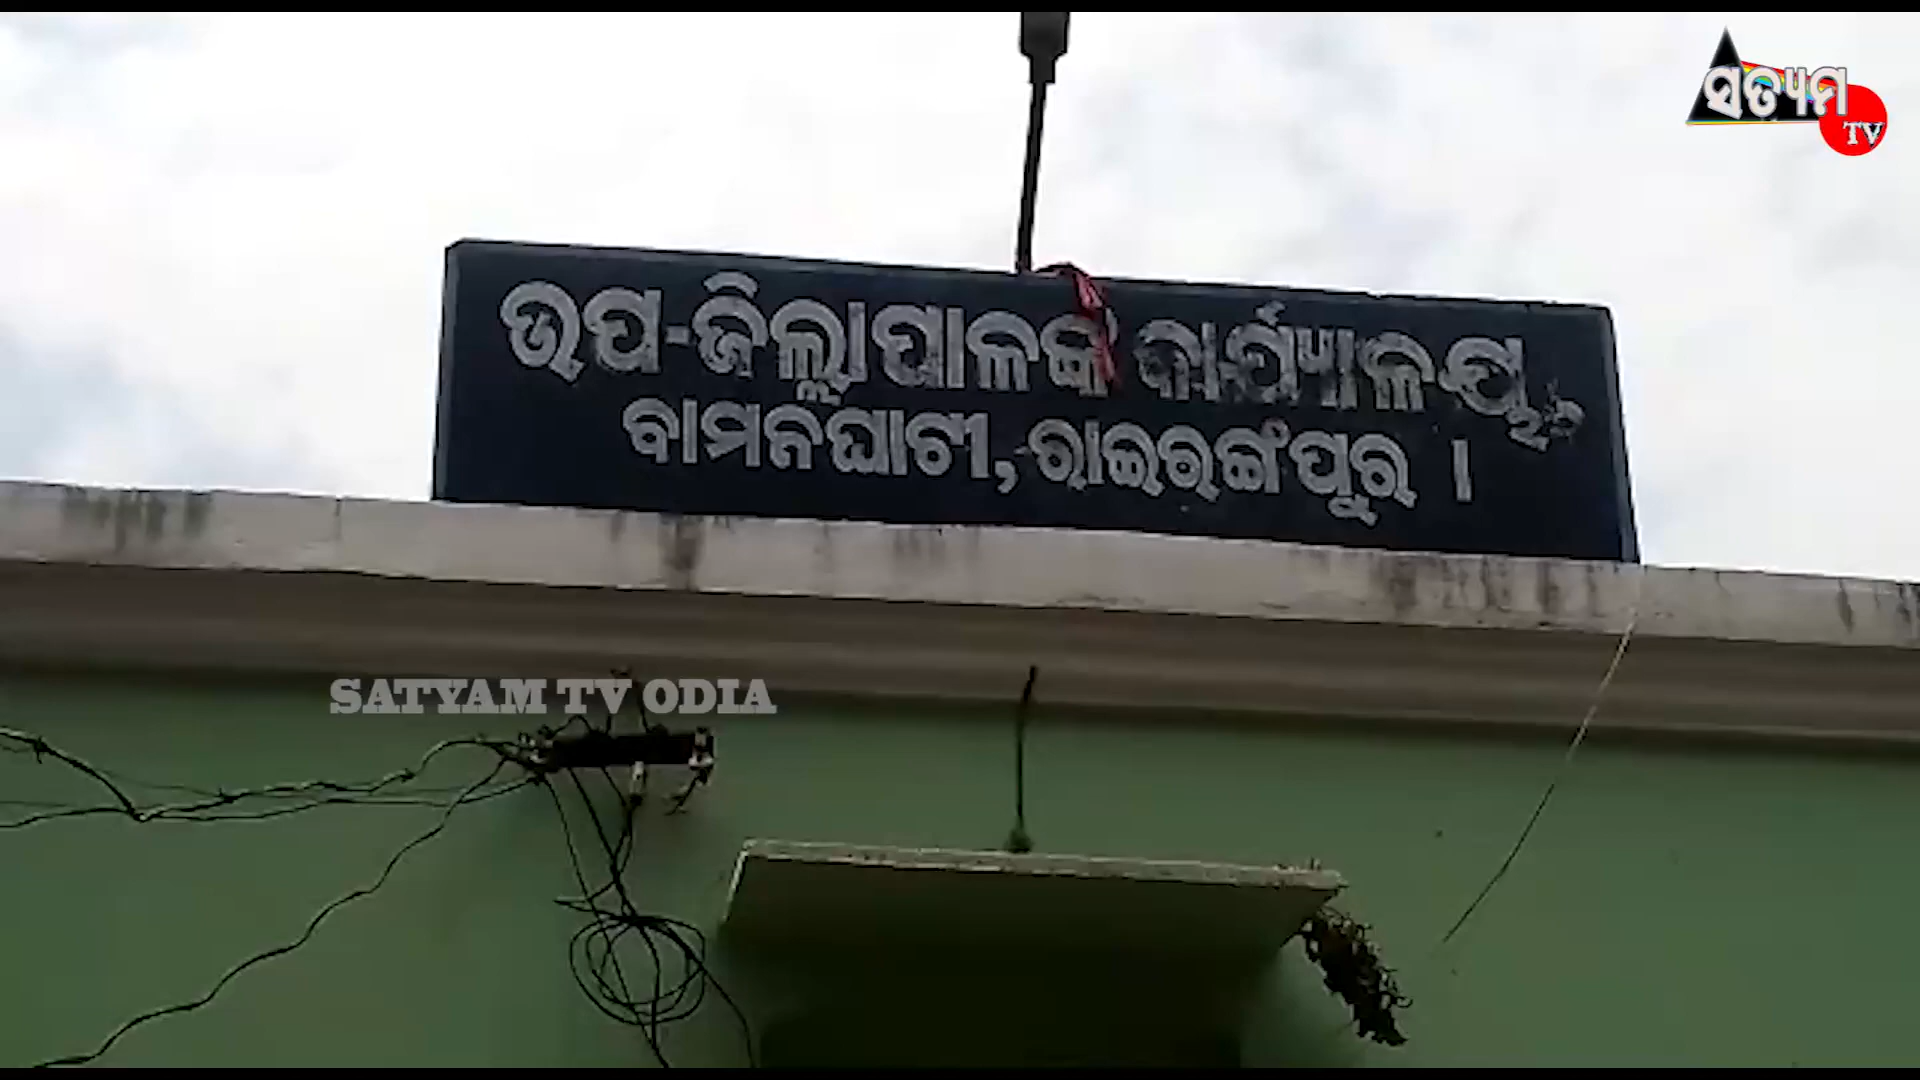 ସତ୍ୟମ
TV
ଉପ-ଜିଲ୍ଲାପାଳଙ୍କ କାର୍ଯ୍ୟାଳୟ,
ବାମନଘାଟୀ, ରାଇରଙ୍ଗପୁର ।
SATYAM TV ODIA